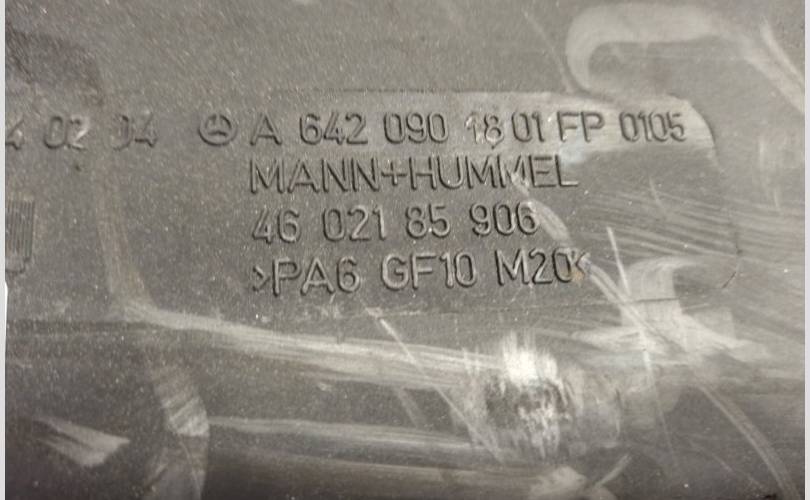 4 02 04 A 642 090 18 01 FP 0105
MANN+HUMMEL
46 021 85 906
>PA6 GF10 M20<